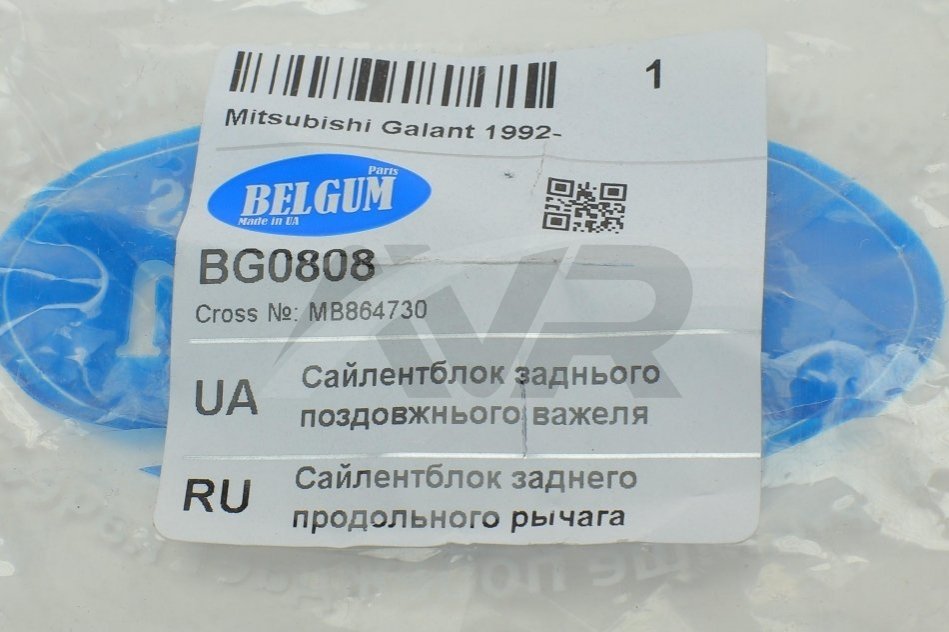 1
Mitsubishi Galant 1992-
Parts
BELGUM
Made in UA
BG0808
Cross №: MB864730
AVR
UA
Сайлентблок заднього
поздовжнього важеля
RU
Сайлентблок заднего
продольного рычага